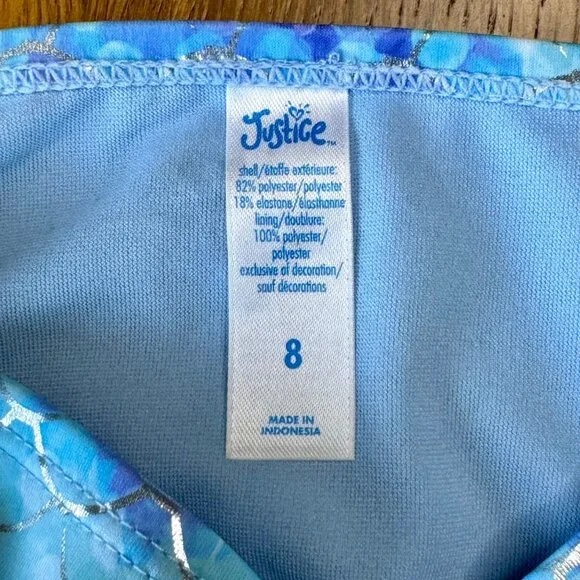 Justice™
shell/étoffe extérieure:
82% polyester/polyester
18% elastane/élasthanne
lining/doublure:
100% polyester/
polyester
exclusive of decoration/
sauf décorations
8
MADE IN
INDONESIA